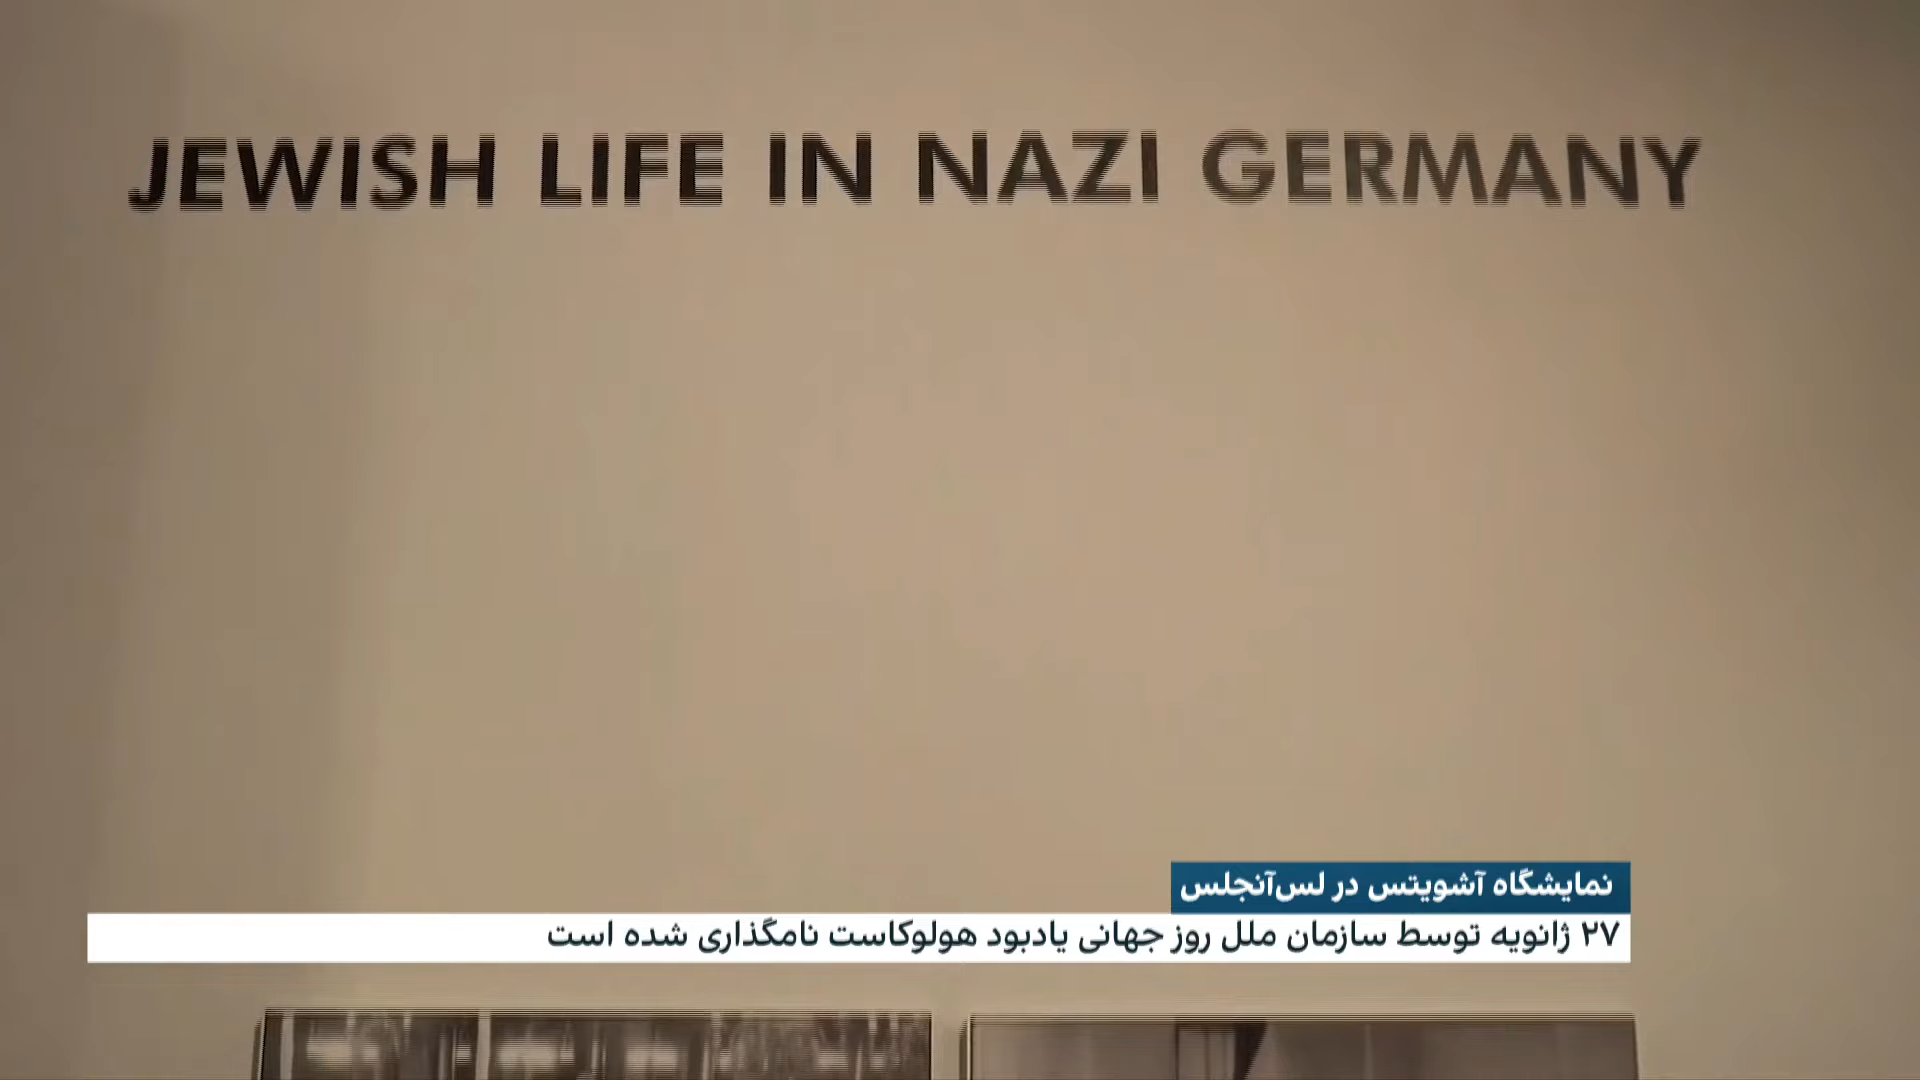 JEWISH LIFE IN NAZI GERMANY
نمایشگاه آشویتس در لس‌آنجلس
۲۷ ژانویه توسط سازمان ملل روز جهانی یادبود هولوکاست نامگذاری شده است